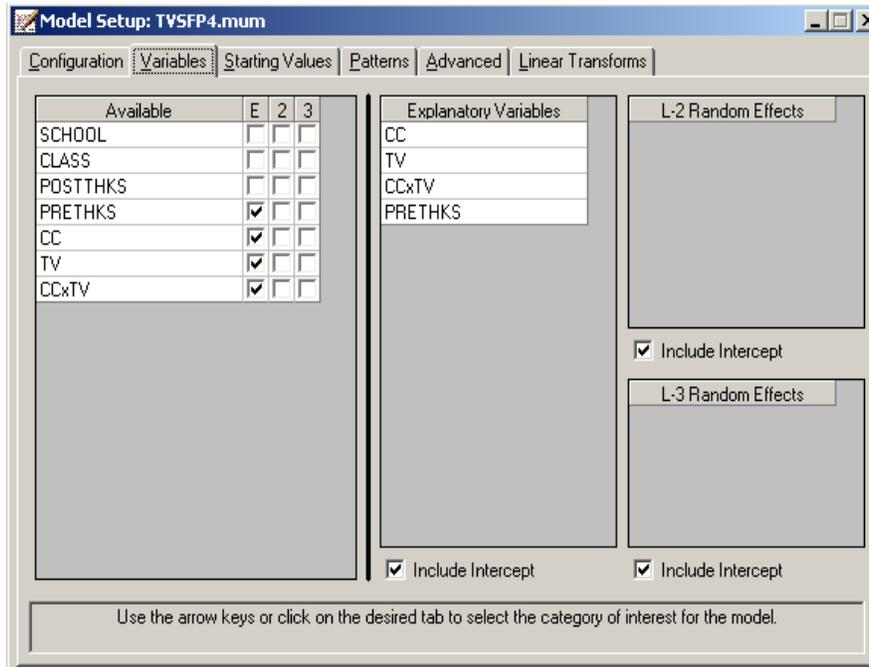 Model Setup: TVSFP4.mum
Configuration Variables Starting Values Patterns Advanced Linear Transforms
Available E 2 3
SCHOOL
CLASS
POSTTHKS
PRETHKS
CC
TV
CCxTV
Explanatory Variables
CC
TV
CCxTV
PRETHKS
Include Intercept
L-2 Random Effects
Include Intercept
L-3 Random Effects
Include Intercept
Use the arrow keys or click on the desired tab to select the category of interest for the model.